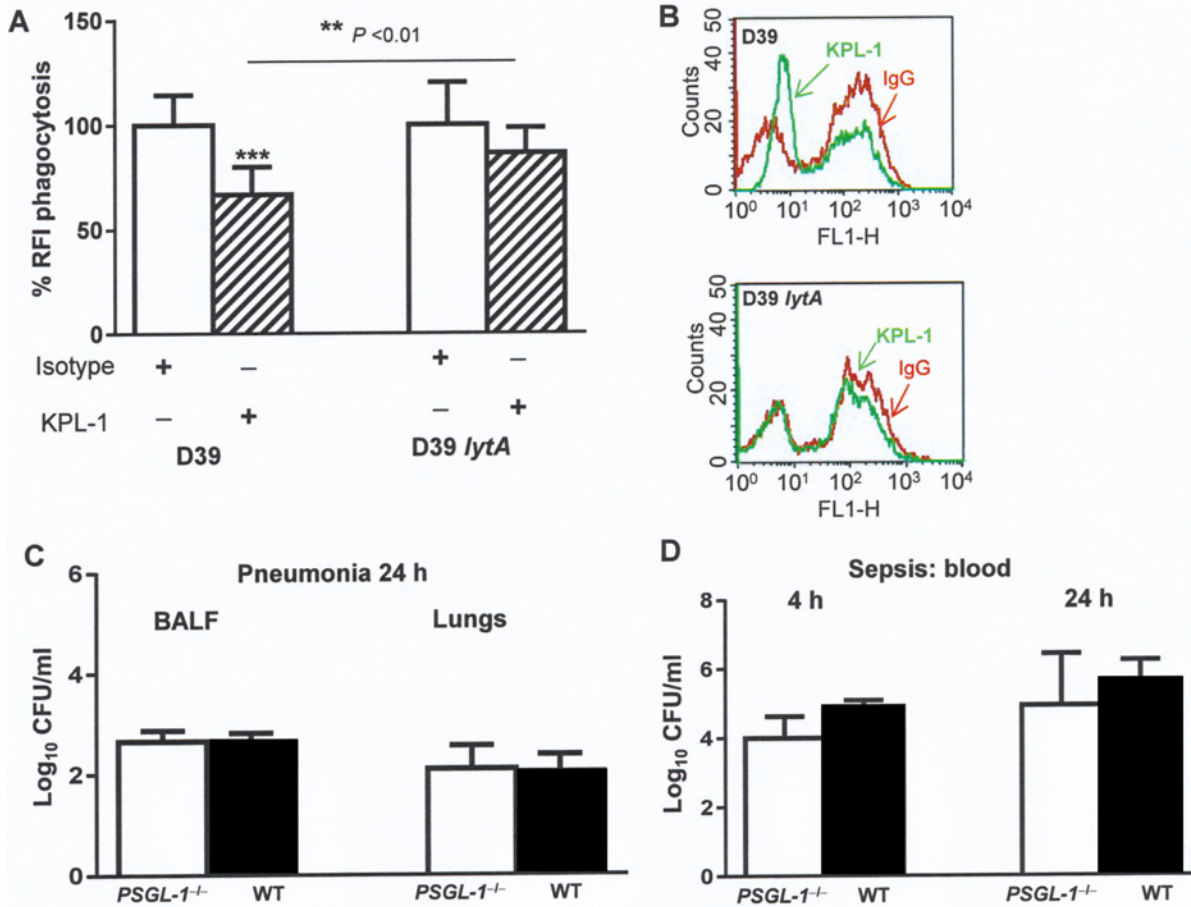 A
150
100
50
0
% RFI phagocytosis
** P <0.01
***
Isotype + – + –
KPL-1 – + – +
D39 D39 lytA
B
D39
KPL-1
IgG
50
40
20
0
Counts
10⁰ 10¹ 10² 10³ 10⁴
FL1-H
D39 lytA
KPL-1
IgG
50
40
20
0
Counts
10⁰ 10¹ 10² 10³ 10⁴
FL1-H
C
Pneumonia 24 h
BALF Lungs
6
4
2
0
Log₁₀ CFU/ml
PSGL-1⁻/⁻ WT PSGL-1⁻/⁻ WT
D
Sepsis: blood
4 h 24 h
8
6
4
2
0
Log₁₀ CFU/ml
PSGL-1⁻/⁻ WT PSGL-1⁻/⁻ WT